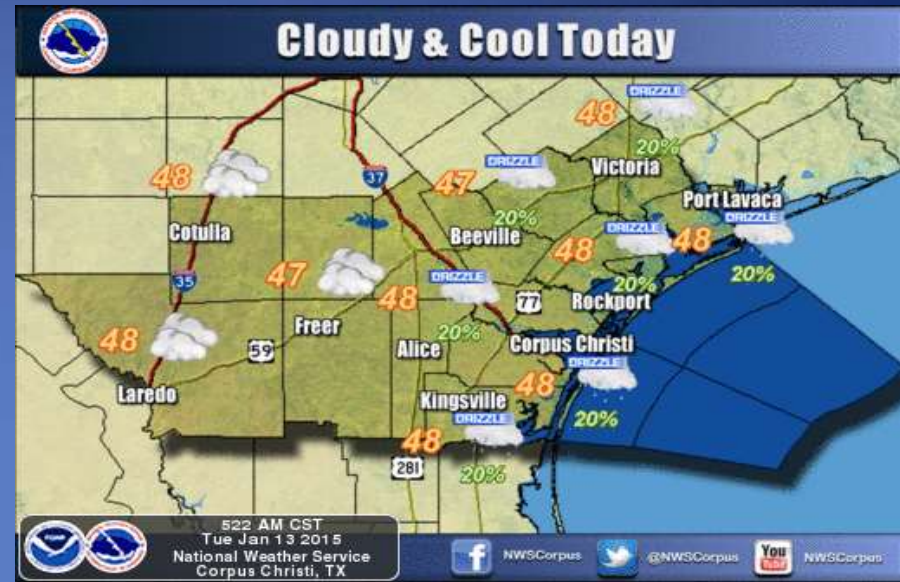 Cloudy & Cool Today
DRIZZLE
48
20%
Victoria
DRIZZLE
47
20%
Beeville
Port Lavaca
DRIZZLE
48
20%
48
Cotulla
37
DRIZZLE
48
20%
Rockport
35
47
Freer
DRIZZLE
48
20%
Alice
77
Corpus Christi
DRIZZLE
48
20%
48
Laredo
59
Kingsville
DRIZZLE
48
20%
281
522 AM CST
Tue Jan 13 2015
National Weather Service
Corpus Christi, TX
NWSCorpus
@NWSCorpus
You
Tube
NWSCorpus